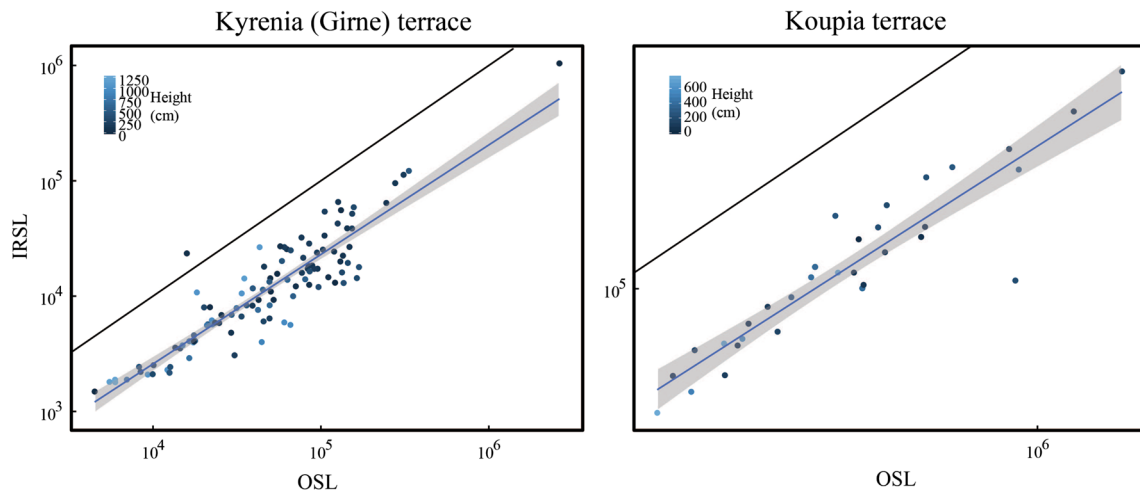 Kyrenia (Girne) terrace
Koupia terrace
IRSL
10^6
10^5
10^4
10^3
1250
1000
750
500
250
0
Height
(cm)
10^4
10^5
10^6
OSL
10^5
600
400
200
0
Height
(cm)
10^6
OSL